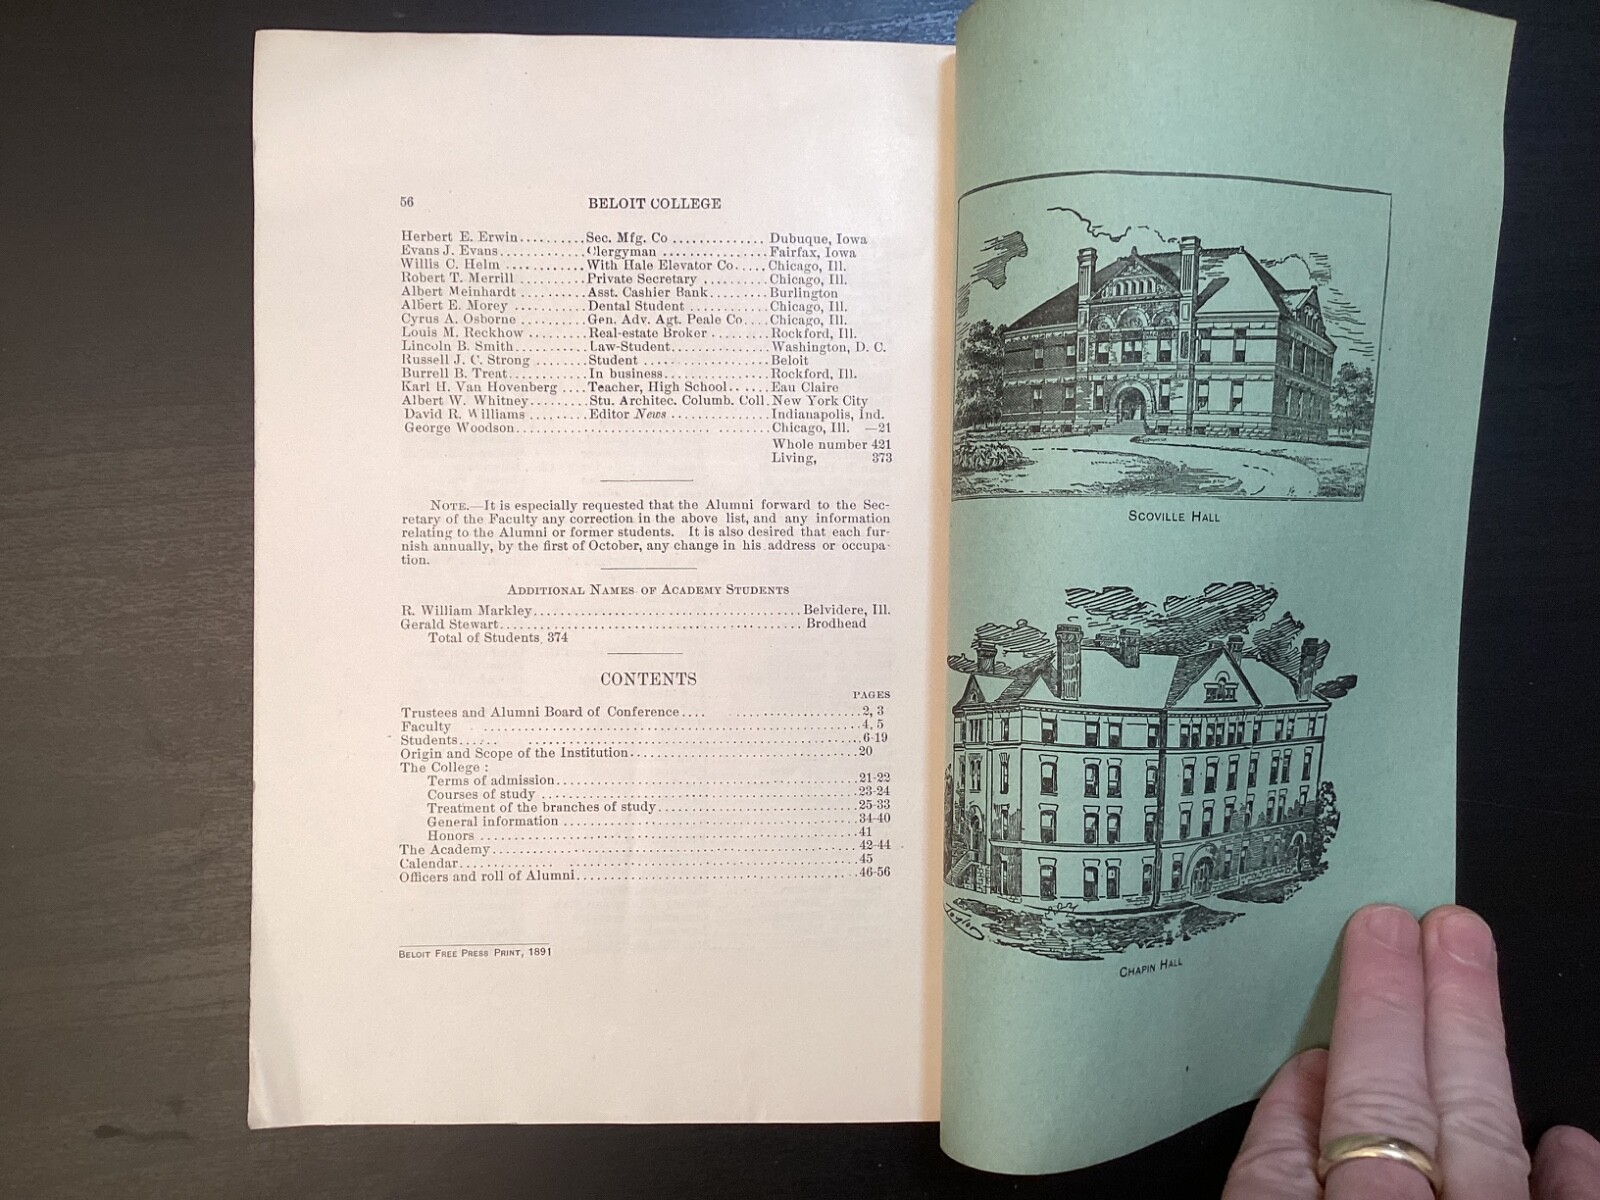 56 BELOIT COLLEGE
Herbert E. Erwin..........Sec. Mfg. Co .............. Dubuque, Iowa
Evans J. Evans............Clergyman ................Fairfax, Iowa
Willis C. Helm ............With Hale Elevator Co.....Chicago, Ill.
Robert T. Merrill ..........Private Secretary ..........Chicago, Ill.
Albert Meinhardt ..........Asst. Cashier Bank.........Burlington
Albert E. Morey ...........Dental Student ............Chicago, Ill.
Cyrus A. Osborne ..........Gen. Adv. Agt. Peale Co....Chicago, Ill.
Louis M. Reckhow .........Real-estate Broker .........Rockford, Ill.
Lincoln B. Smith...........Law-Student..............Washington, D. C.
Russell J. C. Strong ........Student ..................Beloit
Burrell B. Treat............In business................Rockford, Ill.
Karl H. Van Hovenberg ....Teacher, High School......Eau Claire
Albert W. Whitney.........Stu. Architec. Columb. Coll.New York City
David R. Williams .........Editor News ..............Indianapolis, Ind.
George Woodson............................. ........Chicago, Ill. —21
Whole number 421
Living, 373
NOTE.—It is especially requested that the Alumni forward to the Sec-
retary of the Faculty any correction in the above list, and any information
relating to the Alumni or former students. It is also desired that each fur-
nish annually, by the first of October, any change in his address or occupa-
tion.
ADDITIONAL NAMES OF ACADEMY STUDENTS
R. William Markley........................................ Belvidere, Ill.
Gerald Stewart............................................. Brodhead
Total of Students, 374
CONTENTS
PAGES
Trustees and Alumni Board of Conference.... ..................2, 3
Faculty ......................................................4, 5
Students...... ................................................6-19
Origin and Scope of the Institution..................................20
The College :
Terms of admission............................................21-22
Courses of study ..............................................23-24
Treatment of the branches of study.............................25-33
General information ...........................................34-40
Honors .......................................................41
The Academy....................................................42-44
Calendar.............. .........................................45
Officers and roll of Alumni.........................................46-56
BELOIT FREE PRESS PRINT, 1891
SCOVILLE HALL
Taylor
CHAPIN HALL